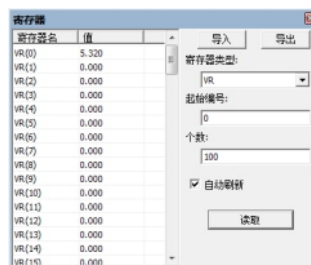 寄存器
寄存器名 值
VR(0) 5.320
VR(1) 0.000
VR(2) 0.000
VR(3) 0.000
VR(4) 0.000
VR(5) 0.000
VR(6) 0.000
VR(7) 0.000
VR(8) 0.000
VR(9) 0.000
VR(10) 0.000
VR(11) 0.000
VR(12) 0.000
VR(13) 0.000
VR(14) 0.000
VR(15) 0.000
导入 导出
寄存器类型:
VR
起始编号:
0
个数:
100
自动刷新
读取